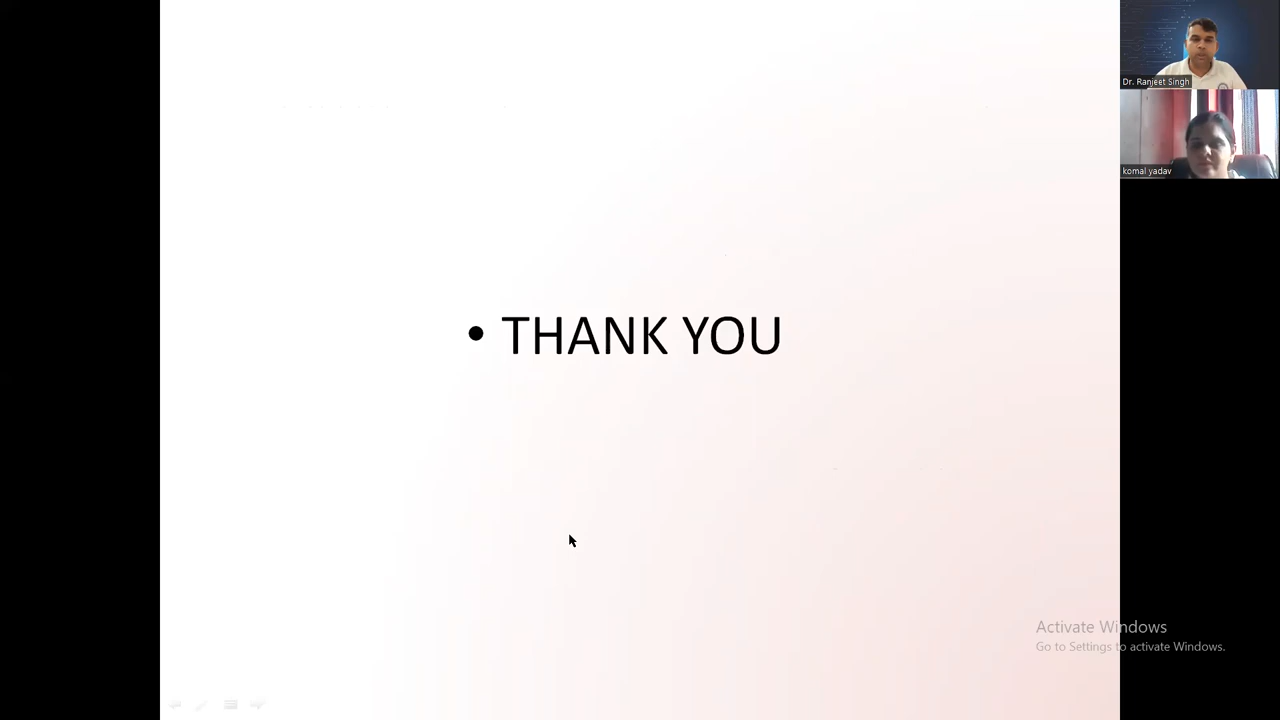 Dr. Ranjeet Singh
komal yadav
• THANK YOU
Activate Windows
Go to Settings to activate Windows.